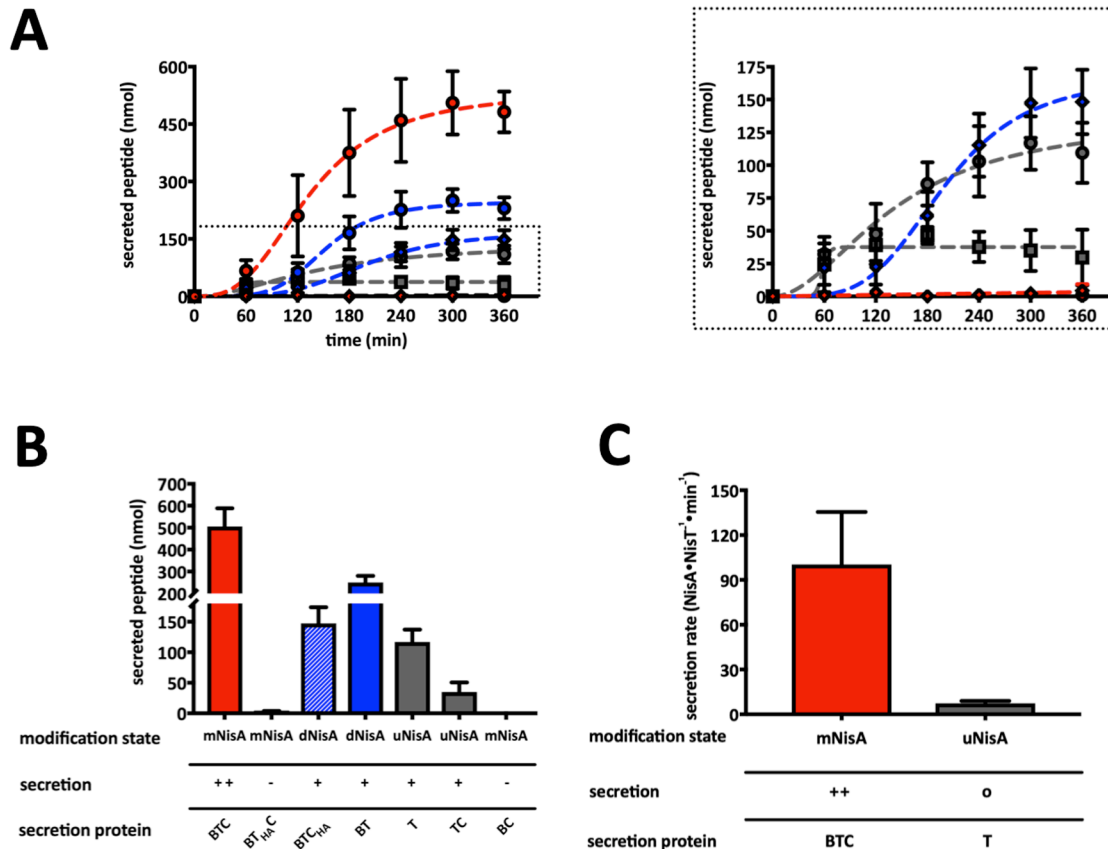 A
secreted peptide (nmol)
600
450
300
150
0
0 60 120 180 240 300 360
time (min)
secreted peptide (nmol)
175
150
125
100
75
50
25
0
0 60 120 180 240 300 360
B
secreted peptide (nmol)
700
600
500
400
300
200
150
100
50
0
modification state mNisA mNisA dNisA dNisA uNisA uNisA mNisA
secretion ++ - + + + + -
secretion protein BTC BT_HA C BTC_HA BT T TC BC
C
secretion rate (NisA•NisT⁻¹•min⁻¹)
150
120
90
60
30
0
modification state mNisA uNisA
secretion ++ o
secretion protein BTC T